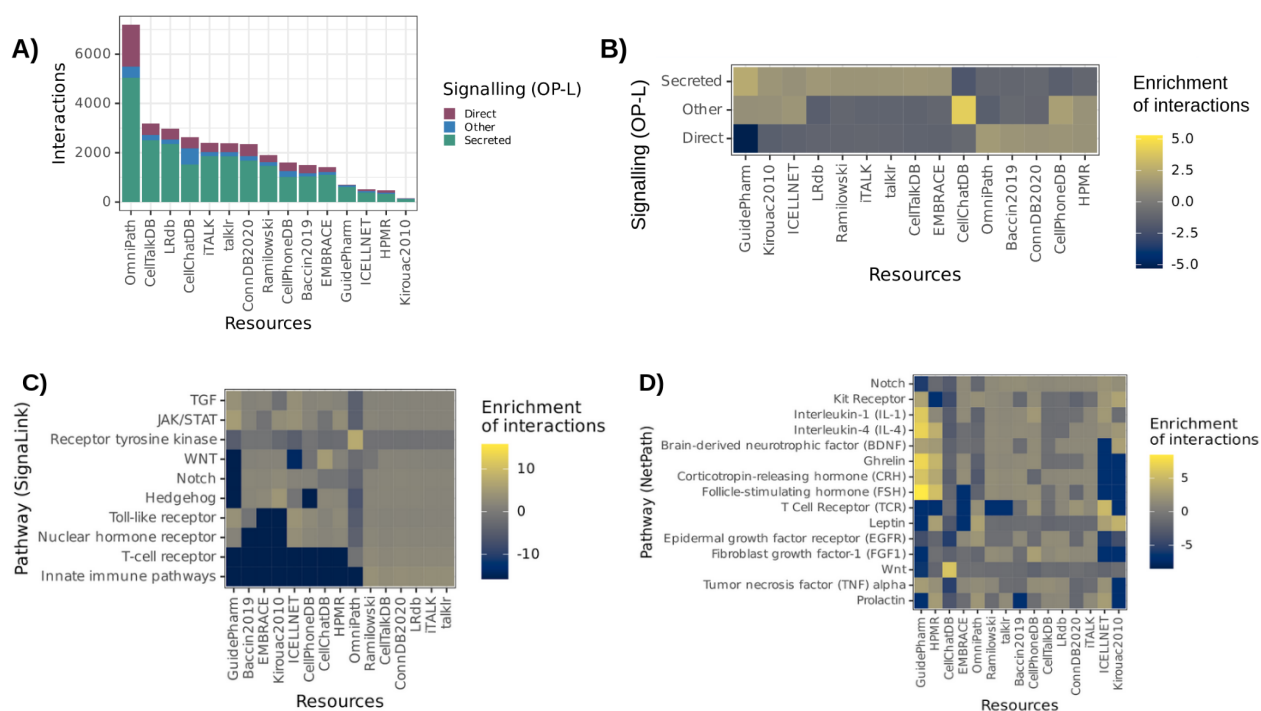 A)
Interactions
6000
4000
2000
0
OmniPath
CellTalkDB
LRdb
CellChatDB
iTALK
talklr
ConnDB2020
Ramilowski
CellPhoneDB
Baccin2019
EMBRACE
GuidePharm
ICELLNET
HPMR
Kirouac2010
Resources
Signalling (OP-L)
Direct
Other
Secreted
B)
Signalling (OP-L)
Secreted
Other
Direct
GuidePharm
Kirouac2010
ICELLNET
LRdb
Ramilowski
iTALK
talklr
CellTalkDB
EMBRACE
CellChatDB
OmniPath
Baccin2019
ConnDB2020
CellPhoneDB
HPMR
Resources
Enrichment
of interactions
5.0
2.5
0.0
-2.5
-5.0
C)
Pathway (SignaLink)
TGF
JAK/STAT
Receptor tyrosine kinase
WNT
Notch
Hedgehog
Toll-like receptor
Nuclear hormone receptor
T-cell receptor
Innate immune pathways
GuidePharm
Baccin2019
EMBRACE
Kirouac2010
ICELLNET
CellPhoneDB
CellChatDB
HPMR
OmniPath
Ramilowski
CellTalkDB
ConnDB2020
LRdb
iTALK
talklr
Resources
Enrichment
of interactions
10
0
-10
D)
Pathway (NetPath)
Notch
Kit Receptor
Interleukin-1 (IL-1)
Interleukin-4 (IL-4)
Brain-derived neurotrophic factor (BDNF)
Ghrelin
Corticotropin-releasing hormone (CRH)
Follicle-stimulating hormone (FSH)
T Cell Receptor (TCR)
Leptin
Epidermal growth factor receptor (EGFR)
Fibroblast growth factor-1 (FGF1)
Wnt
Tumor necrosis factor (TNF) alpha
Prolactin
GuidePharm
HPMR
CellChatDB
EMBRACE
OmniPath
Ramilowski
talklr
Baccin2019
CellPhoneDB
CellTalkDB
LRdb
ConnDB2020
iTALK
ICELLNET
Kirouac2010
Resources
Enrichment
of interactions
5
0
-5